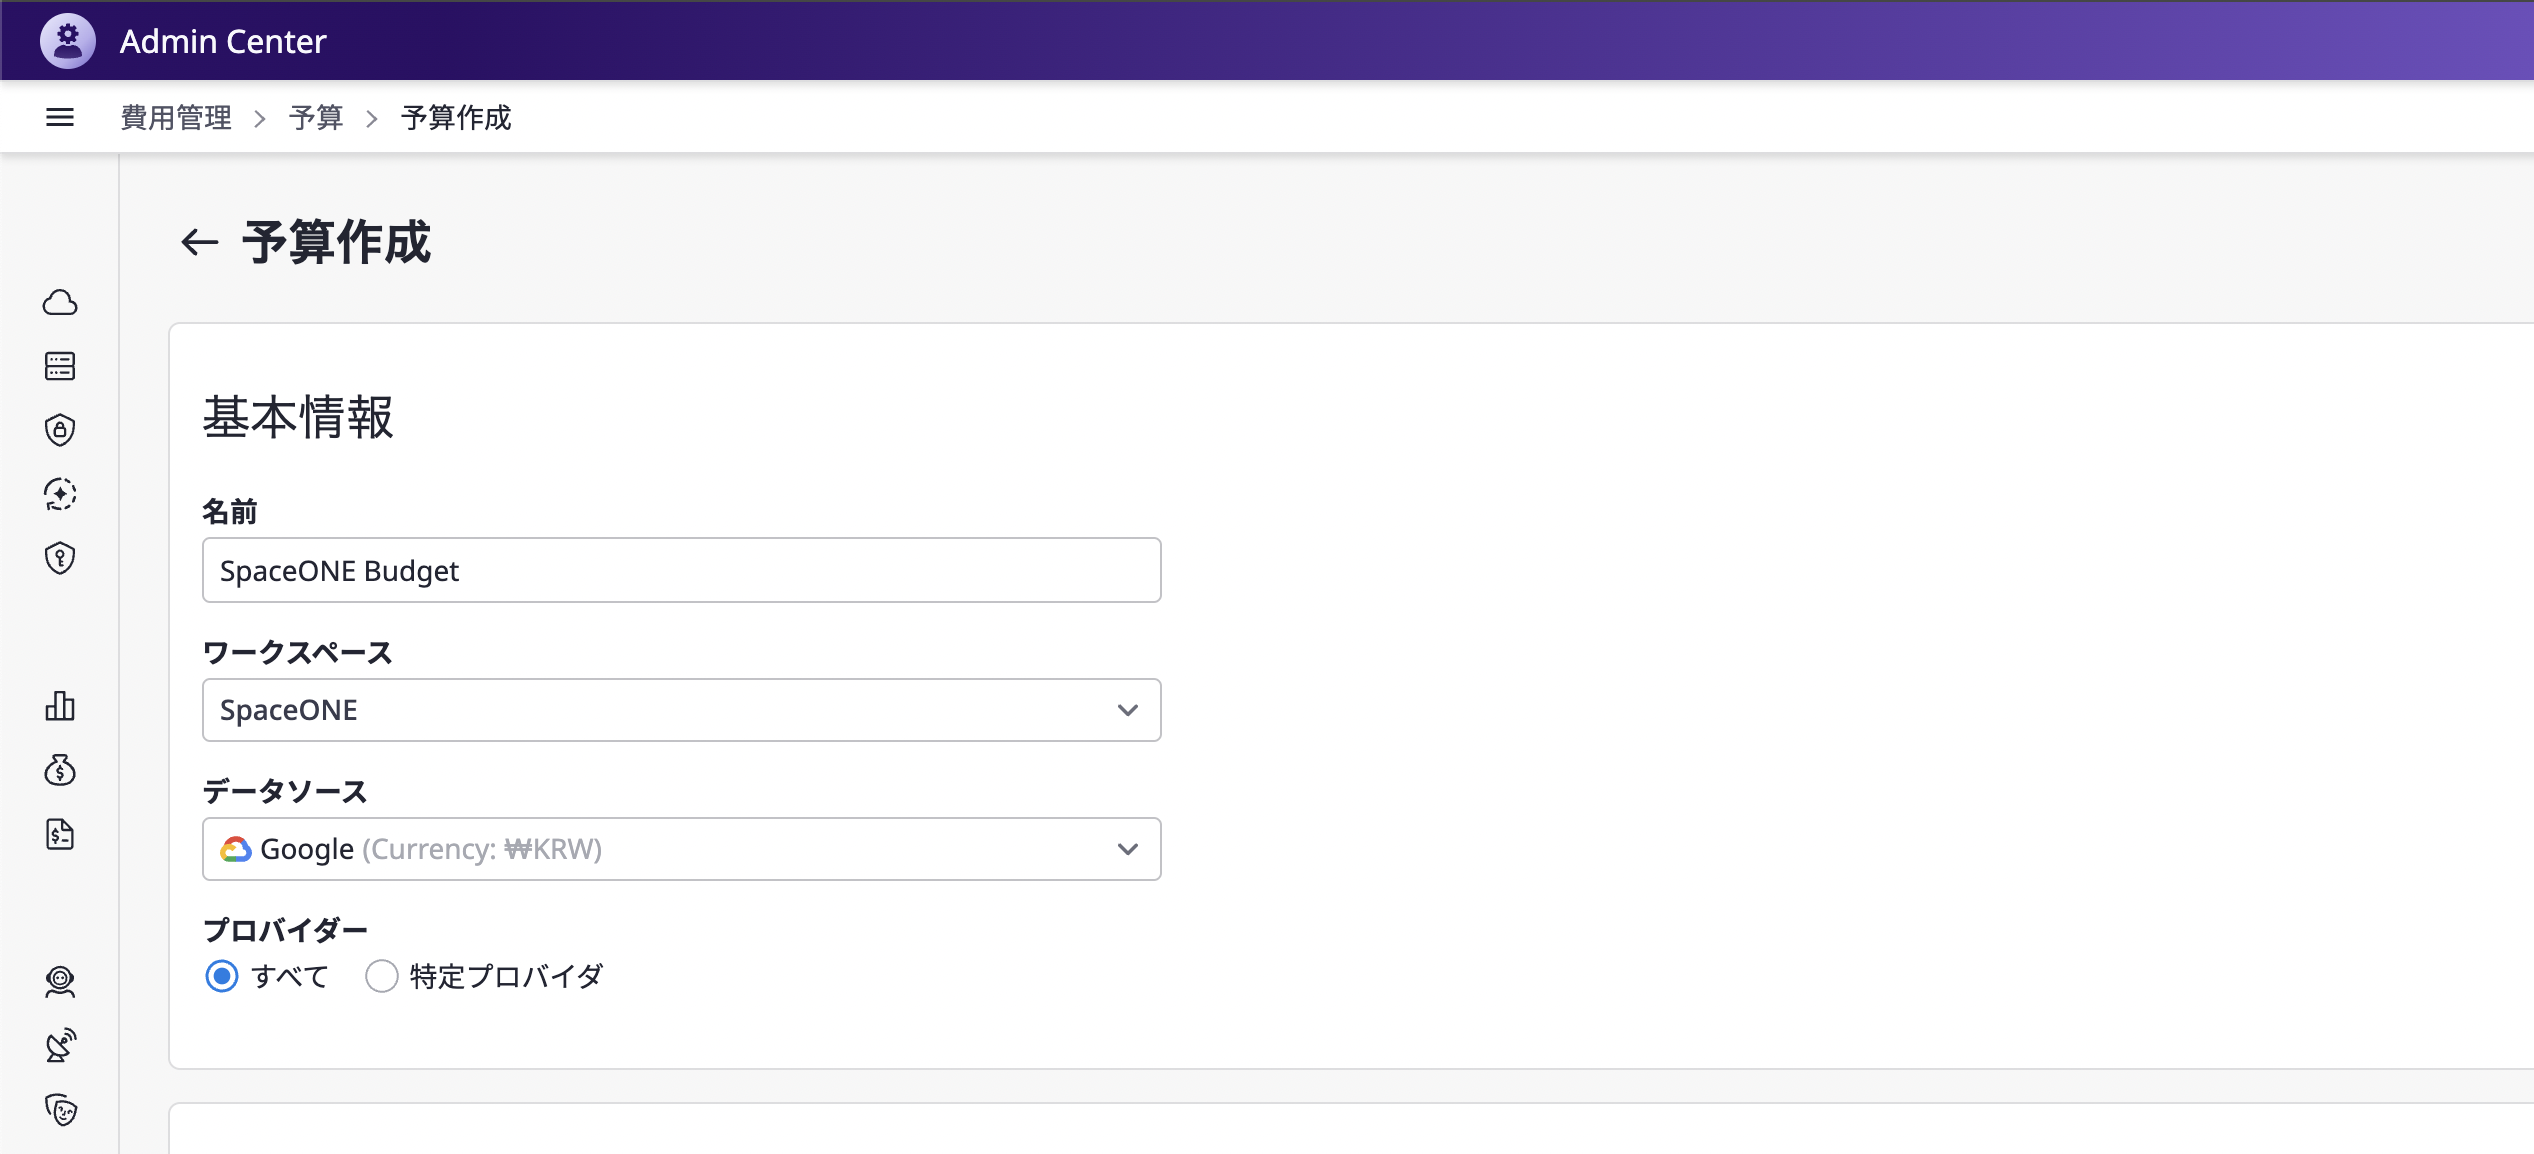 Admin Center
費用管理 > 予算 > 予算作成
← 予算作成
基本情報
名前
SpaceONE Budget
ワークスペース
SpaceONE
データソース
Google (Currency: ₩KRW)
プロバイダー
すべて 特定プロバイダ